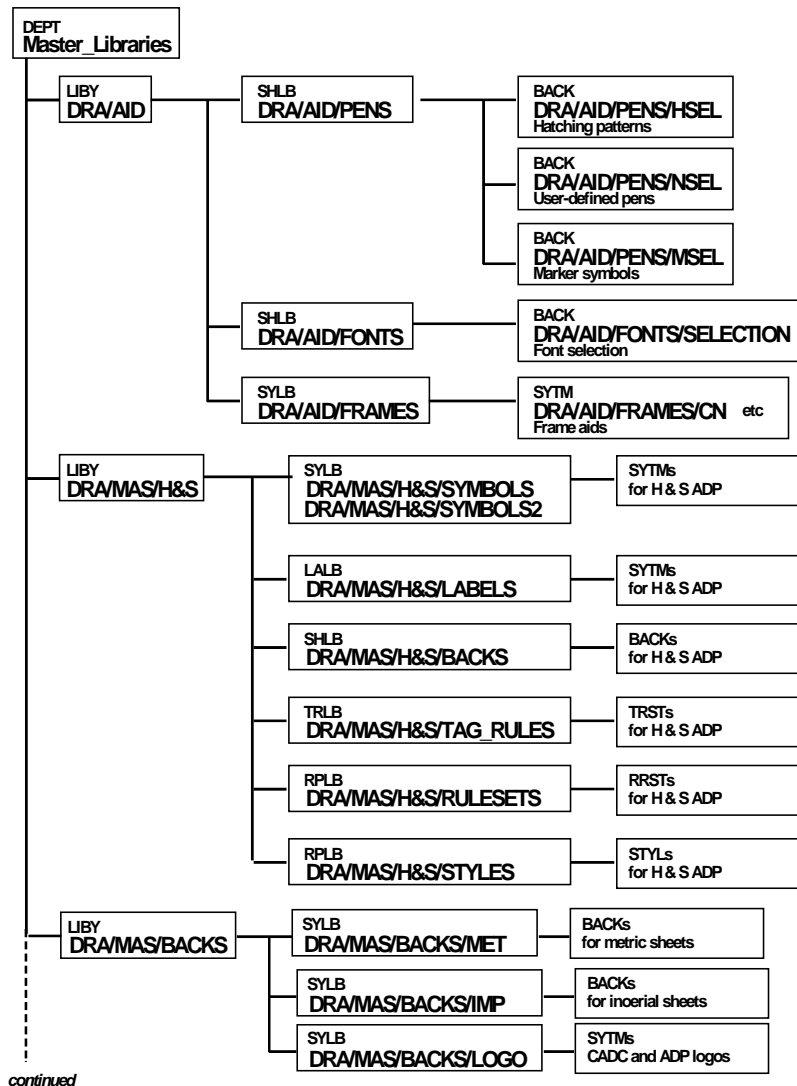 DEPT
Master_Libraries
LIBY
DRA/AID
SHLB
DRA/AID/PENS
BACK
DRA/AID/PENS/HSEL
Hatching patterns
BACK
DRA/AID/PENS/NSEL
User-defined pens
BACK
DRA/AID/PENS/MSEL
Marker symbols
SHLB
DRA/AID/FONTS
BACK
DRA/AID/FONTS/SELECTION
Font selection
SYLB
DRA/AID/FRAMES
SYTM
DRA/AID/FRAMES/CN etc
Frame aids
LIBY
DRA/MAS/H&S
SYLB
DRA/MAS/H&S/SYMBOLS
DRA/MAS/H&S/SYMBOLS2
SYTMs
for H & S ADP
LALB
DRA/MAS/H&S/LABELS
SYTMs
for H & S ADP
SHLB
DRA/MAS/H&S/BACKS
BACKs
for H & S ADP
TRLB
DRA/MAS/H&S/TAG_RULES
TRSTs
for H & S ADP
RPLB
DRA/MAS/H&S/RULESETS
RRSTs
for H & S ADP
RPLB
DRA/MAS/H&S/STYLES
STYLs
for H & S ADP
LIBY
DRA/MAS/BACKS
SYLB
DRA/MAS/BACKS/MET
BACKs
for metric sheets
SYLB
DRA/MAS/BACKS/IMP
BACKs
for inoerial sheets
SYLB
DRA/MAS/BACKS/LOGO
SYTMs
CADC and ADP logos
continued